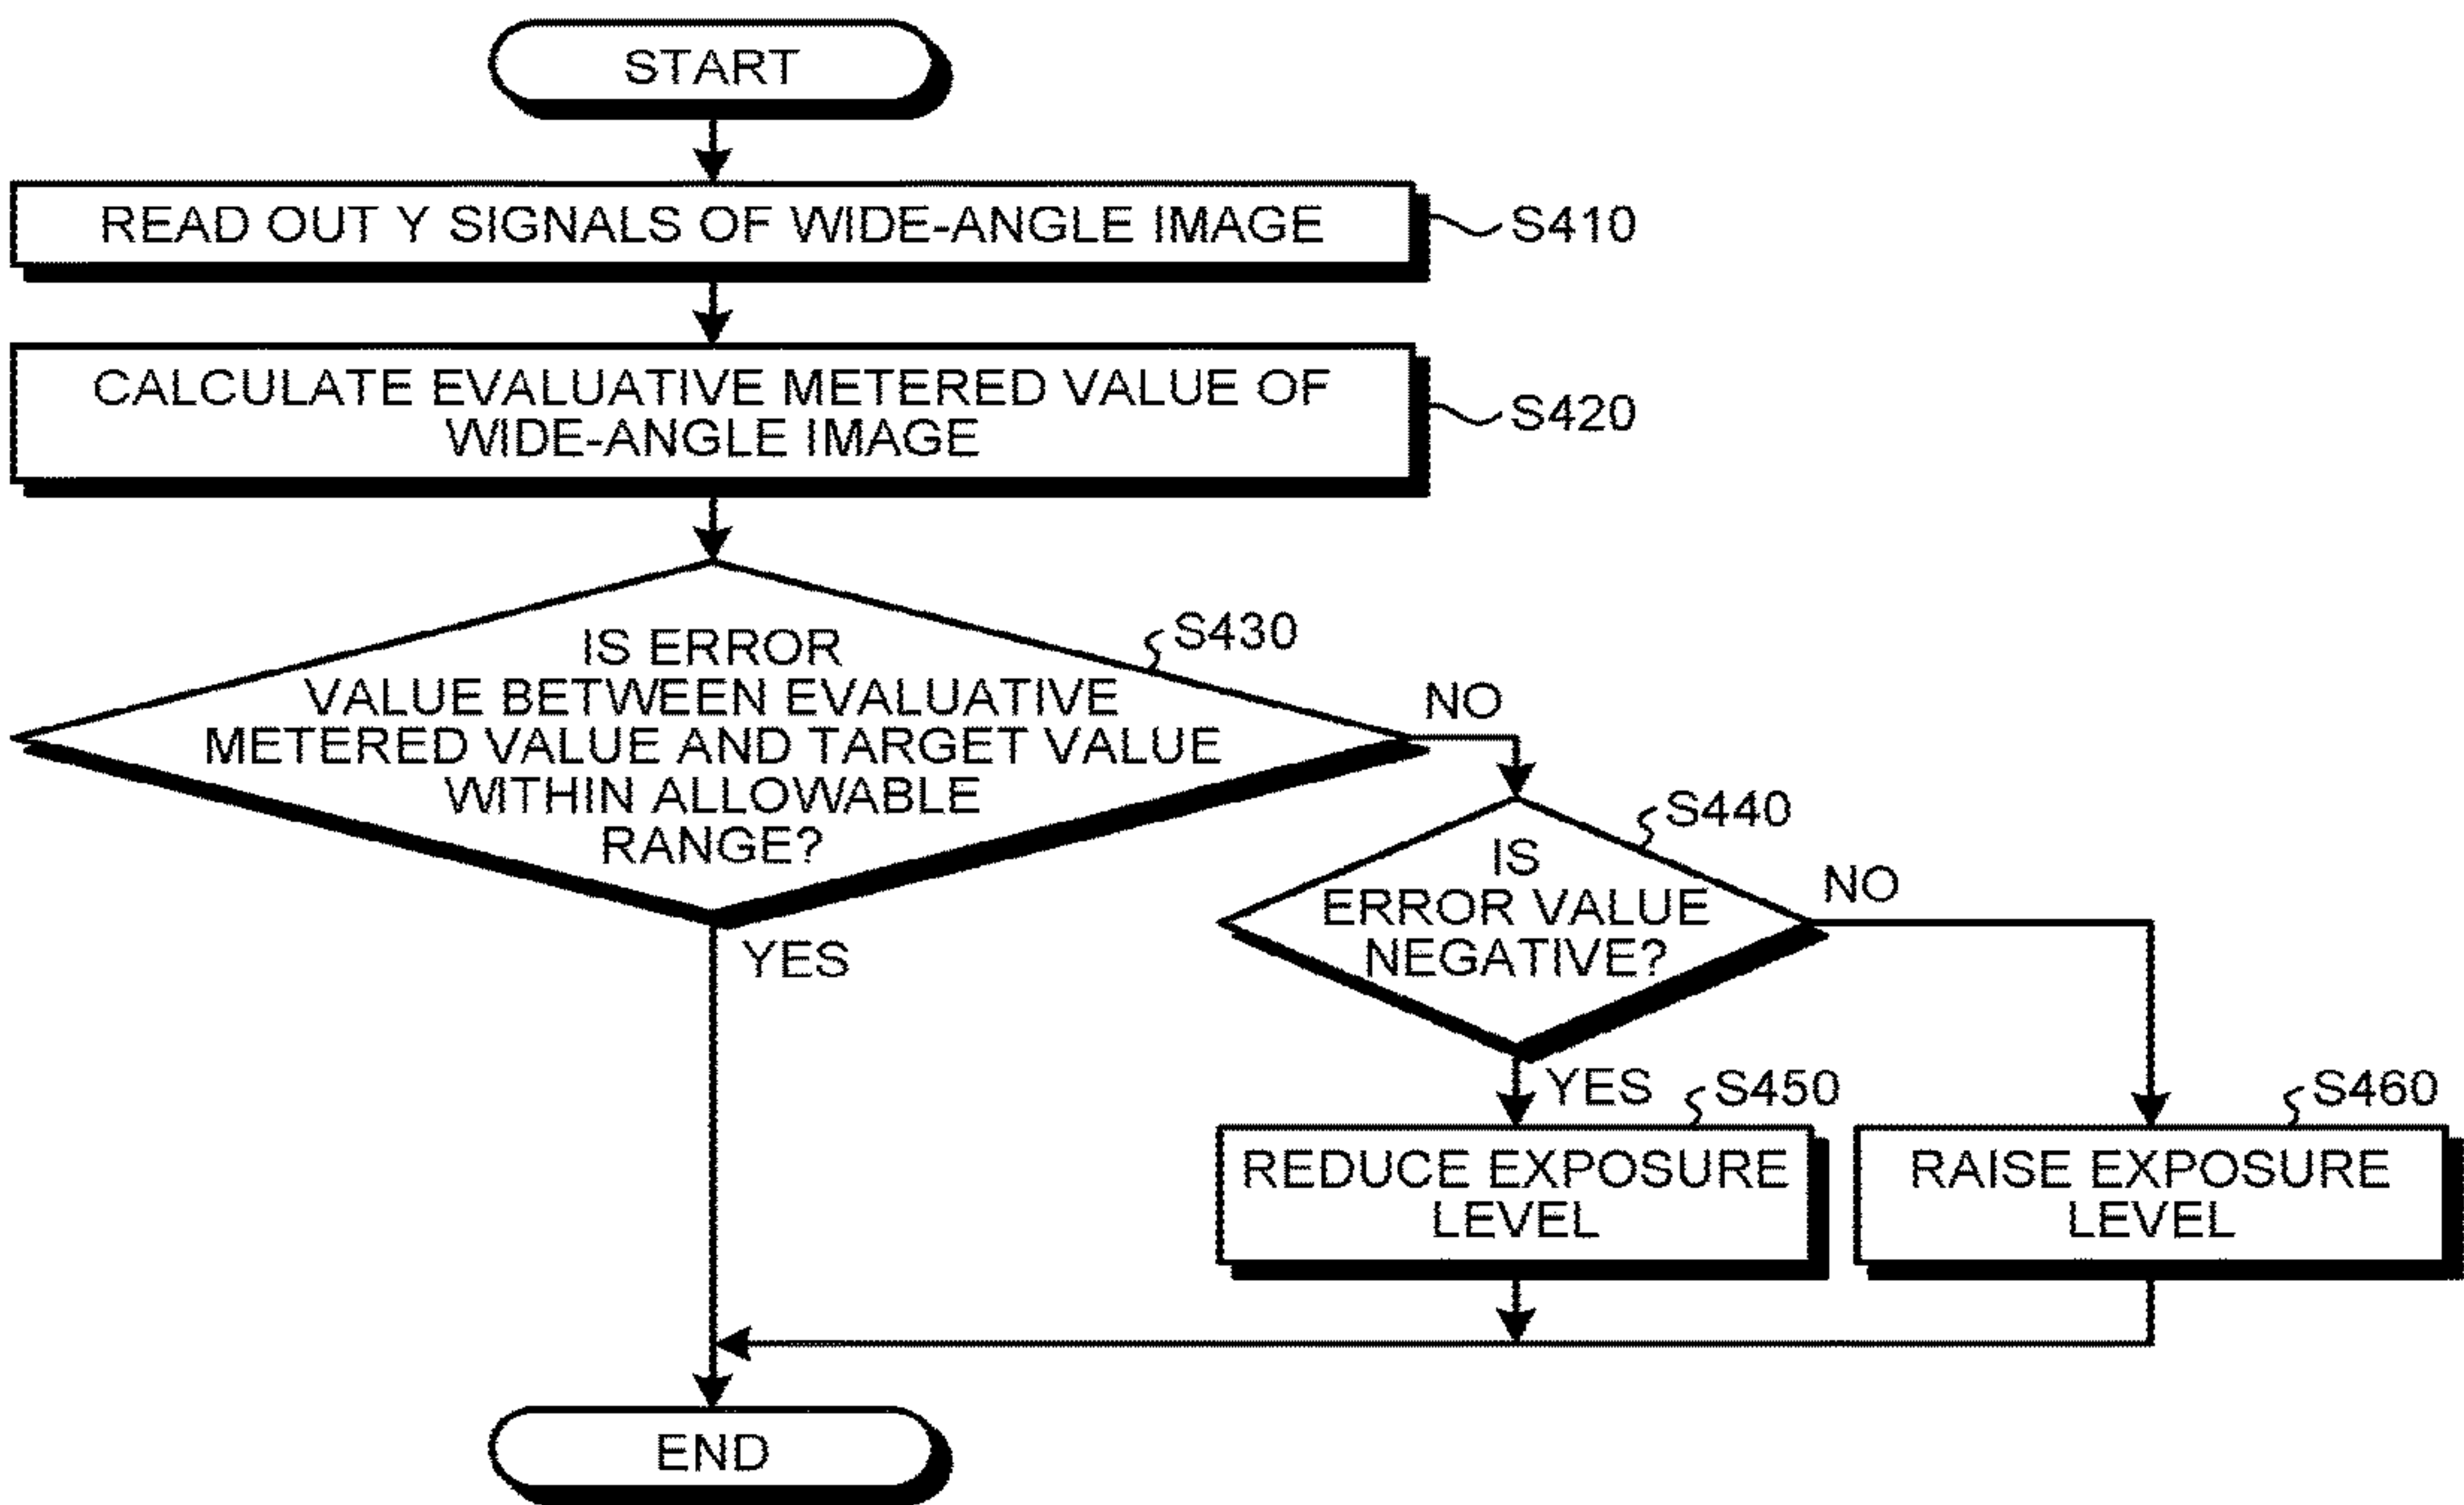 START
READ OUT Y SIGNALS OF WIDE-ANGLE IMAGE
S410
CALCULATE EVALUATIVE METERED VALUE OF
WIDE-ANGLE IMAGE
S420
IS ERROR
VALUE BETWEEN EVALUATIVE
METERED VALUE AND TARGET VALUE
WITHIN ALLOWABLE
RANGE?
S430
NO
YES
IS
ERROR VALUE
NEGATIVE?
S440
NO
YES
REDUCE EXPOSURE
LEVEL
S450
RAISE EXPOSURE
LEVEL
S460
END